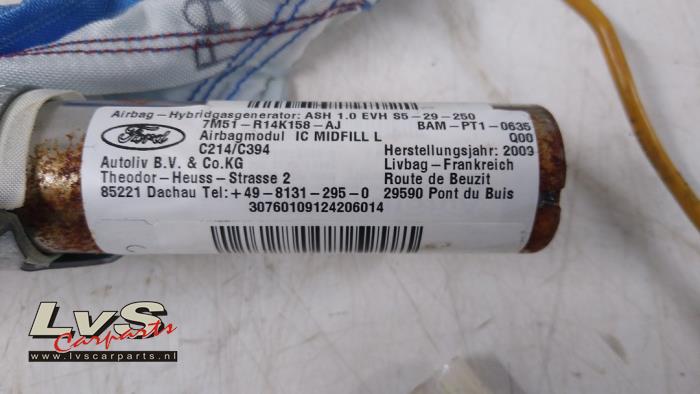 Airbag-Hybridgasgenerator: ASH 1.0 EVH S5-29-250
7M51-R14K158-AJ BAM-PT1-0635
Ford Airbagmodul IC MIDFILL L Q00
C214/C394 Herstellungsjahr: 2009
Autoliv B.V. & Co.KG Livbag-Frankreich
Theodor-Heuss-Strasse 2 Route de Beuzit
85221 Dachau Tel:+49-8131-295-0 29590 Pont du Buis
30760109124206014
LvS
Carparts
www.lvscarparts.nl